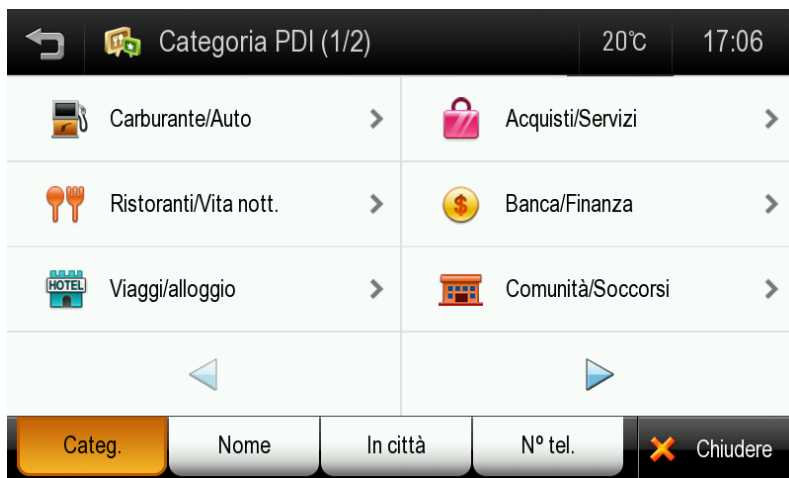 Categoria PDI (1/2)
20℃
17:06
Carburante/Auto
Acquisti/Servizi
Ristoranti/Vita nott.
Banca/Finanza
HOTEL
Viaggi/alloggio
Comunità/Soccorsi
Categ.
Nome
In città
Nº tel.
Chiudere